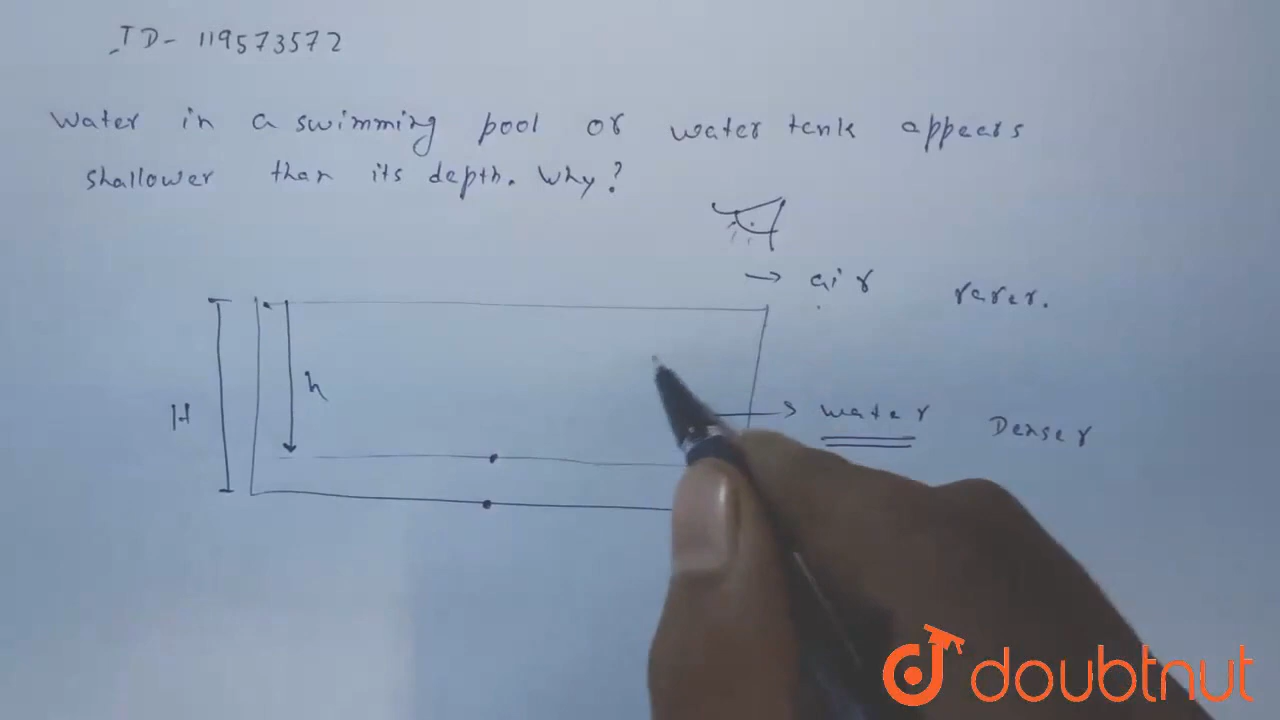 ID- 119573572
Water in a swimming pool or water tenk appears
shallower than its depth. Why?
→ air rarer.
H
h
→ water Denser
doubtnut